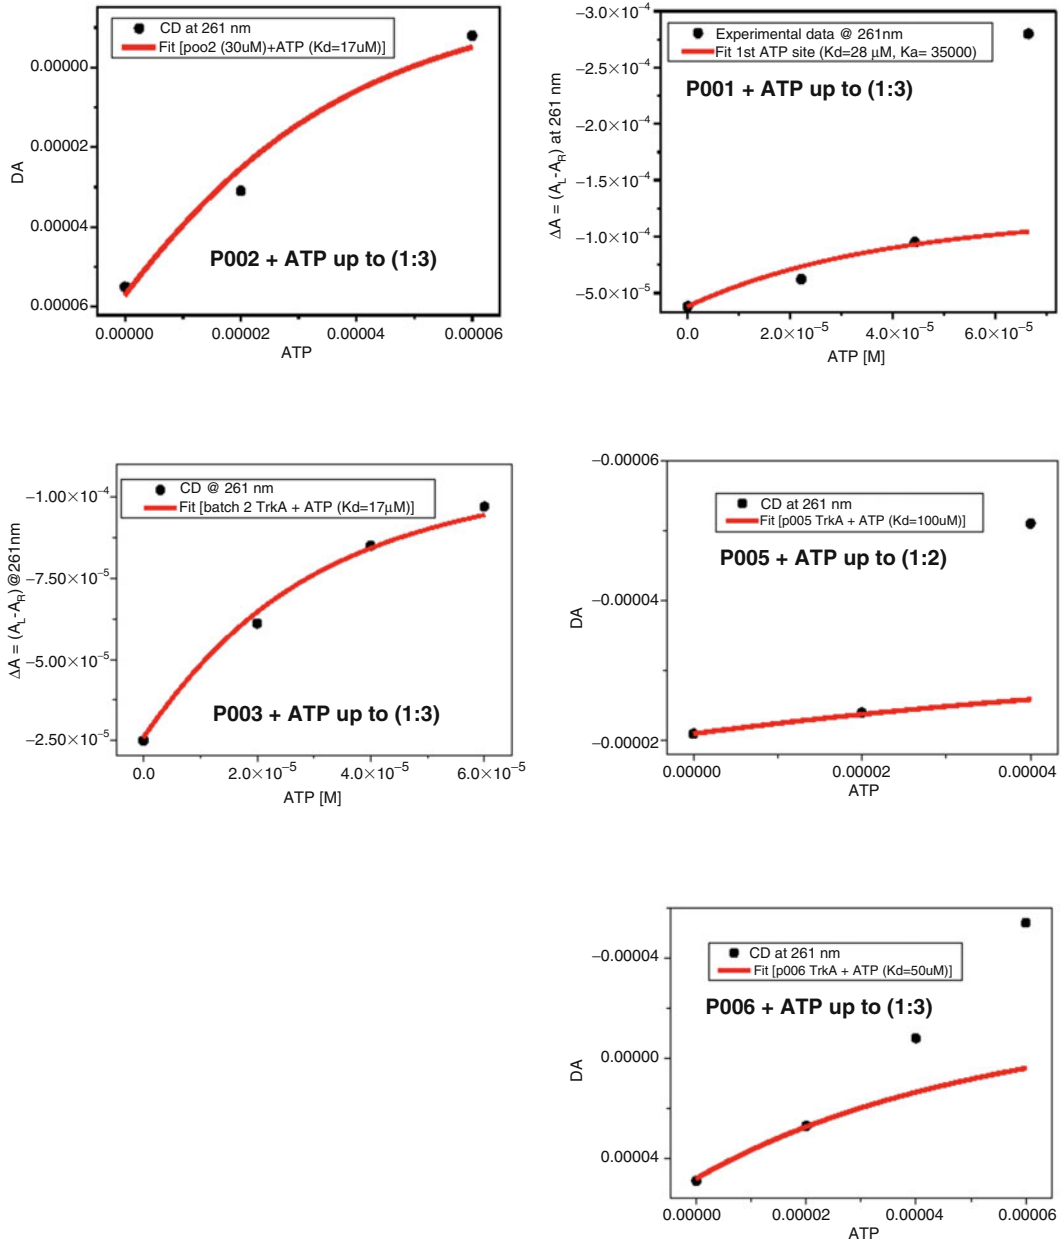 CD at 261 nm
Fit [poo2 (30uM)+ATP (Kd=17uM)]
0.00000
0.00002
0.00004
0.00006
DA
P002 + ATP up to (1:3)
0.00000 0.00002 0.00004 0.00006
ATP
−3.0×10⁻⁴
−2.5×10⁻⁴
−2.0×10⁻⁴
−1.5×10⁻⁴
−1.0×10⁻⁴
−5.0×10⁻⁵
ΔA = (A_L-A_R) at 261 nm
Experimental data @ 261nm
Fit 1st ATP site (Kd=28 μM, Ka= 35000)
P001 + ATP up to (1:3)
0.0 2.0×10⁻⁵ 4.0×10⁻⁵ 6.0×10⁻⁵
ATP [M]
CD @ 261 nm
Fit [batch 2 TrkA + ATP (Kd=17μM)]
−1.00×10⁻⁴
−7.50×10⁻⁵
−5.00×10⁻⁵
−2.50×10⁻⁵
ΔA = (A_L-A_R)@261nm
P003 + ATP up to (1:3)
0.0 2.0×10⁻⁵ 4.0×10⁻⁵ 6.0×10⁻⁵
ATP [M]
−0.00006
−0.00004
−0.00002
DA
CD at 261 nm
Fit [p005 TrkA + ATP (Kd=100uM)]
P005 + ATP up to (1:2)
0.00000 0.00002 0.00004
ATP
−0.00004
0.00000
0.00004
DA
CD at 261 nm
Fit [p006 TrkA + ATP (Kd=50uM)]
P006 + ATP up to (1:3)
0.00000 0.00002 0.00004 0.00006
ATP